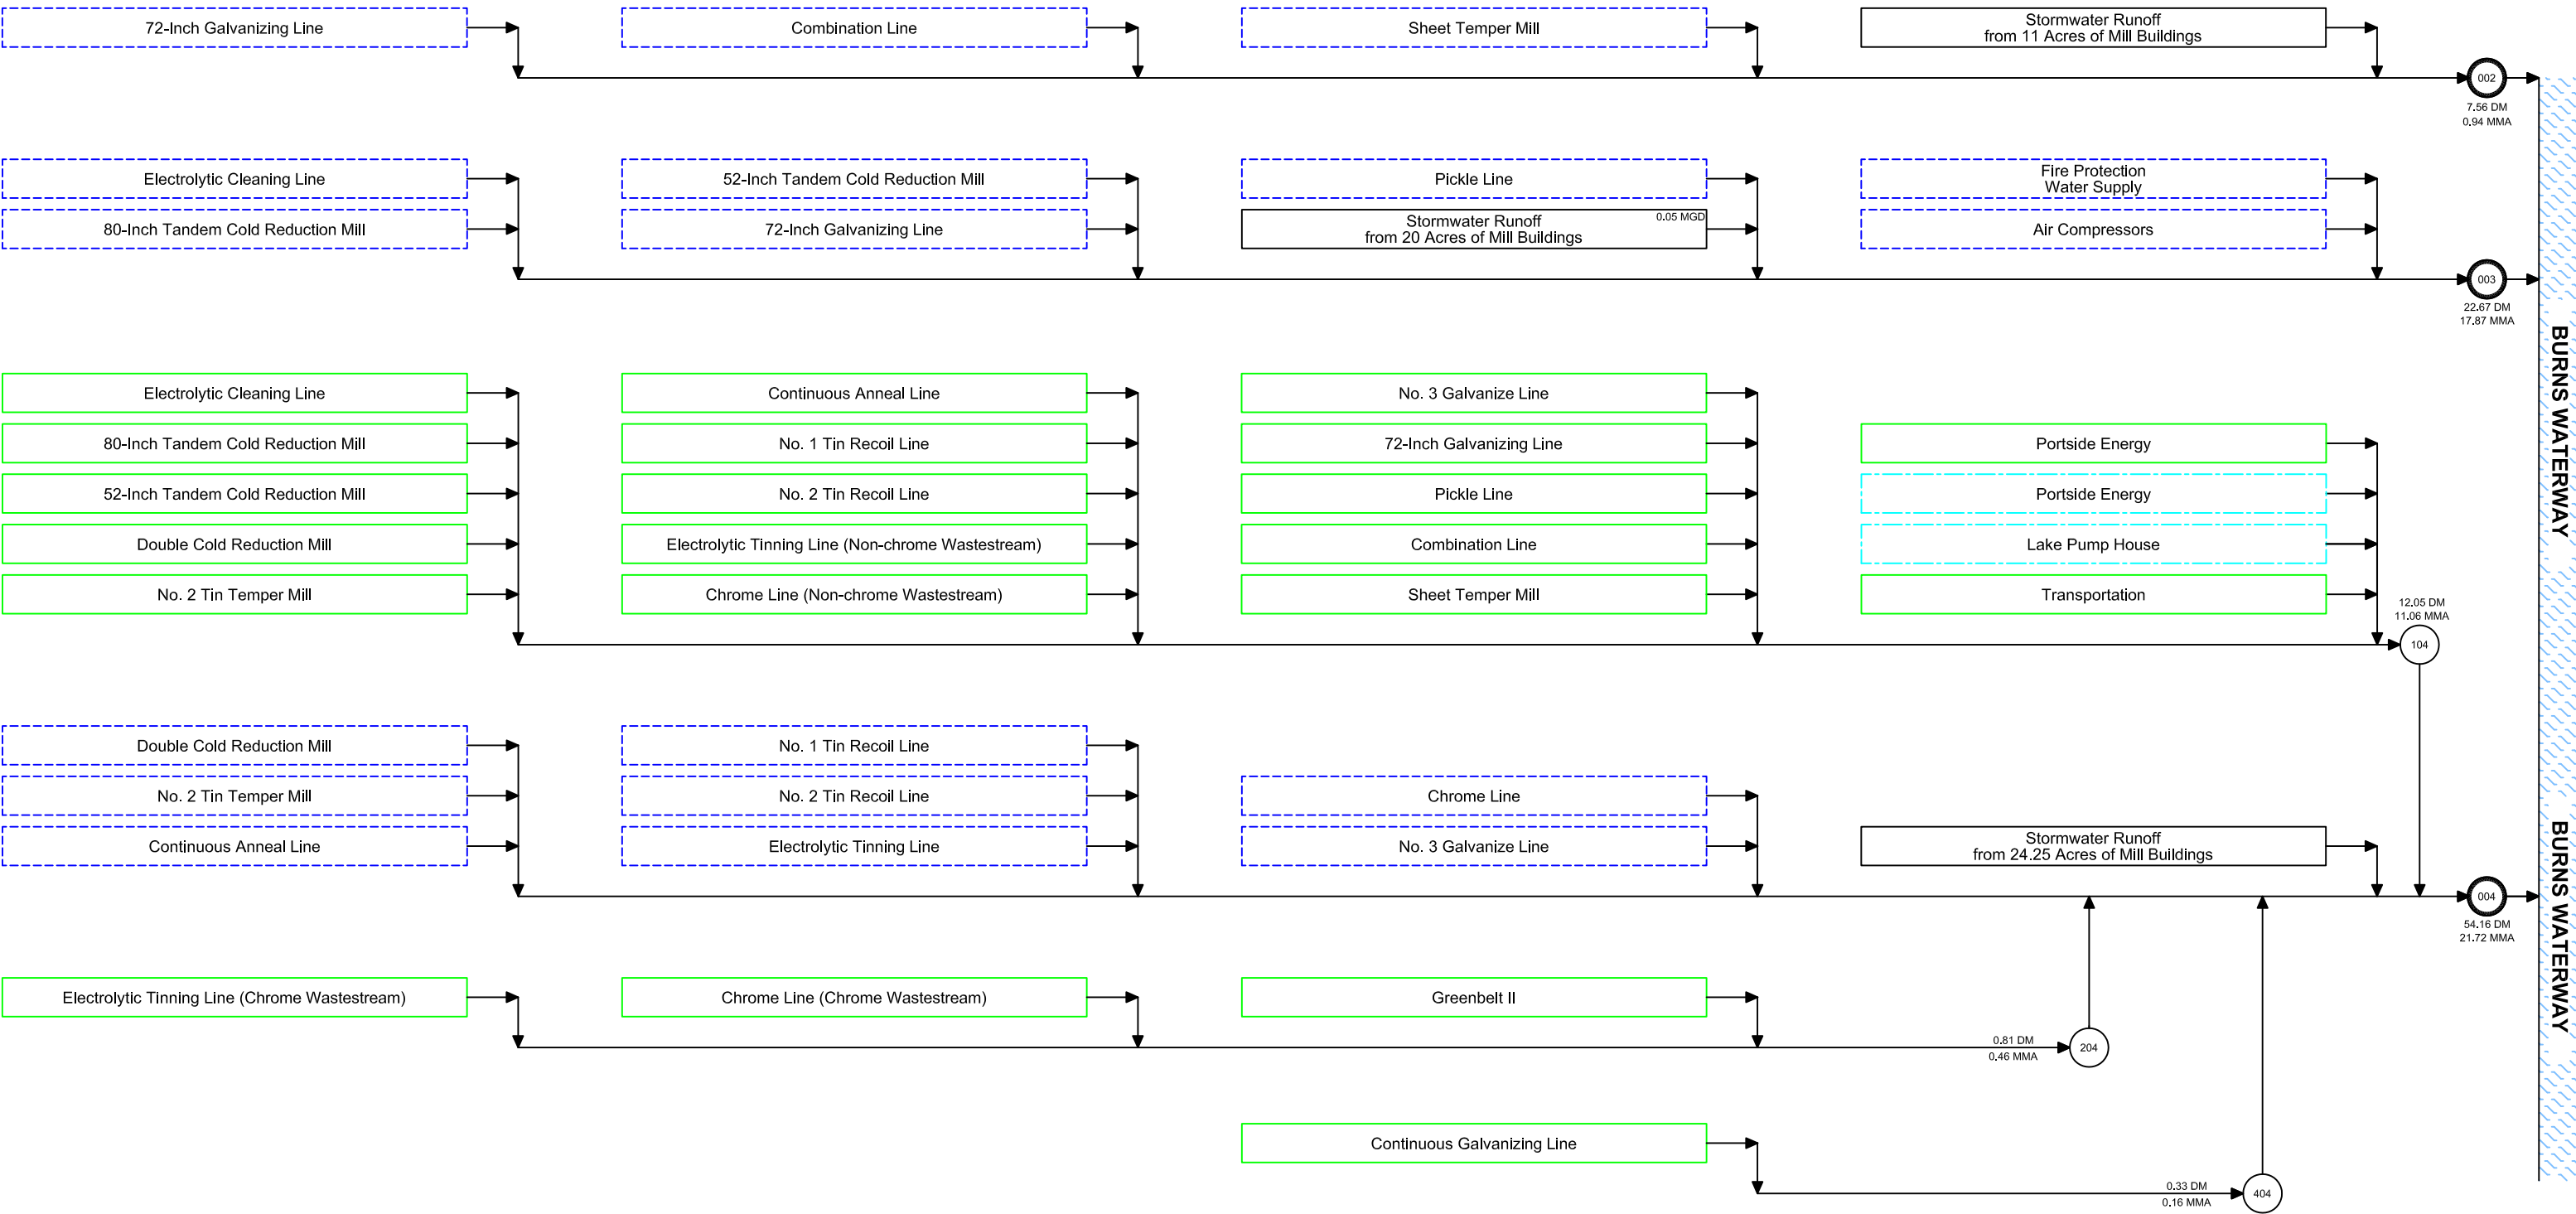 72-Inch Galvanizing Line
Combination Line
Sheet Temper Mill
Stormwater Runoff
from 11 Acres of Mill Buildings
002
7.56 DM
0.94 MMA
Electrolytic Cleaning Line
52-Inch Tandem Cold Reduction Mill
Pickle Line
Fire Protection
Water Supply
80-Inch Tandem Cold Reduction Mill
72-Inch Galvanizing Line
Stormwater Runoff
from 20 Acres of Mill Buildings
0.05 MGD
Air Compressors
003
22.67 DM
17.87 MMA
BURNS WATERWAY
Electrolytic Cleaning Line
Continuous Anneal Line
No. 3 Galvanize Line
80-Inch Tandem Cold Reduction Mill
No. 1 Tin Recoil Line
72-Inch Galvanizing Line
Portside Energy
52-Inch Tandem Cold Reduction Mill
No. 2 Tin Recoil Line
Pickle Line
Portside Energy
Double Cold Reduction Mill
Electrolytic Tinning Line (Non-chrome Wastestream)
Combination Line
Lake Pump House
No. 2 Tin Temper Mill
Chrome Line (Non-chrome Wastestream)
Sheet Temper Mill
Transportation
12.05 DM
11.06 MMA
104
Double Cold Reduction Mill
No. 1 Tin Recoil Line
No. 2 Tin Temper Mill
No. 2 Tin Recoil Line
Chrome Line
Continuous Anneal Line
Electrolytic Tinning Line
No. 3 Galvanize Line
Stormwater Runoff
from 24.25 Acres of Mill Buildings
004
54.16 DM
21.72 MMA
BURNS WATERWAY
Electrolytic Tinning Line (Chrome Wastestream)
Chrome Line (Chrome Wastestream)
Greenbelt II
0.81 DM
0.46 MMA
204
Continuous Galvanizing Line
0.33 DM
0.16 MMA
404